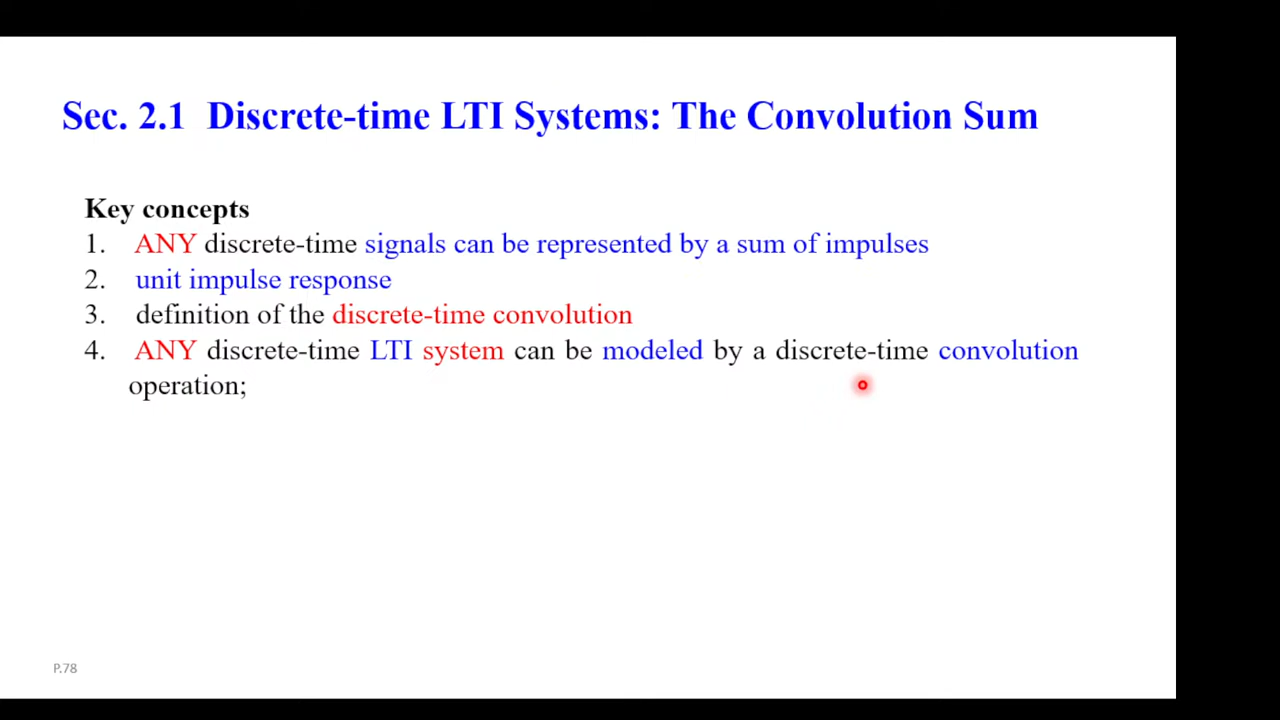 Sec. 2.1 Discrete-time LTI Systems: The Convolution Sum
Key concepts
1. ANY discrete-time signals can be represented by a sum of impulses
2. unit impulse response
3. definition of the discrete-time convolution
4. ANY discrete-time LTI system can be modeled by a discrete-time convolution
operation;
P.78